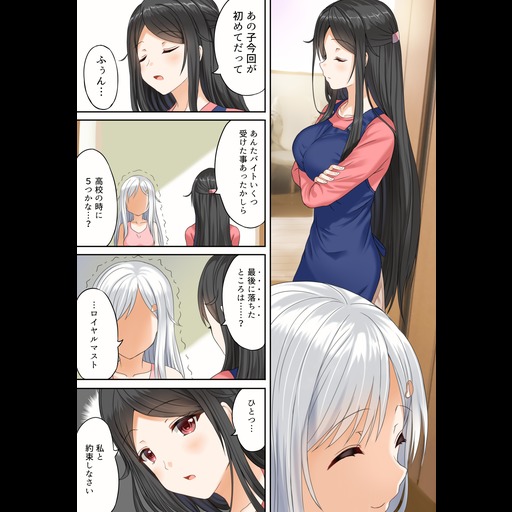 あの子今回が
初めてだって
ふぅん…
あんたバイトいくつ
受けた事あったかしら
高校の時に
５つかな…？
最後に落ちた
ところは……？
…ロイヤルマスト
ひとつ…
私と
約束しなさい